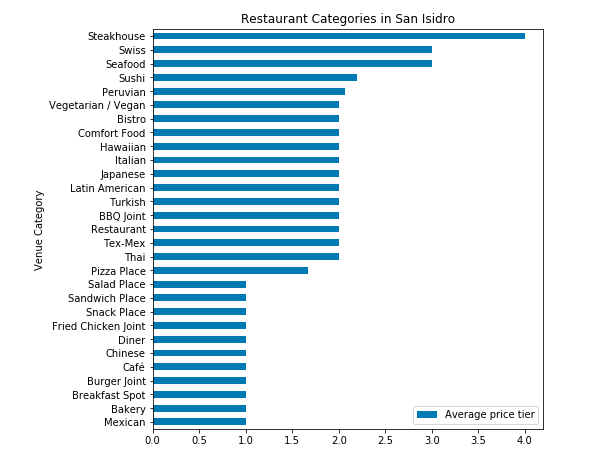 Restaurant Categories in San Isidro
Venue Category
Steakhouse
Swiss
Seafood
Sushi
Peruvian
Vegetarian / Vegan
Bistro
Comfort Food
Hawaiian
Italian
Japanese
Latin American
Turkish
BBQ Joint
Restaurant
Tex-Mex
Thai
Pizza Place
Salad Place
Sandwich Place
Snack Place
Fried Chicken Joint
Diner
Chinese
Café
Burger Joint
Breakfast Spot
Bakery
Mexican
Average price tier
0.0 0.5 1.0 1.5 2.0 2.5 3.0 3.5 4.0